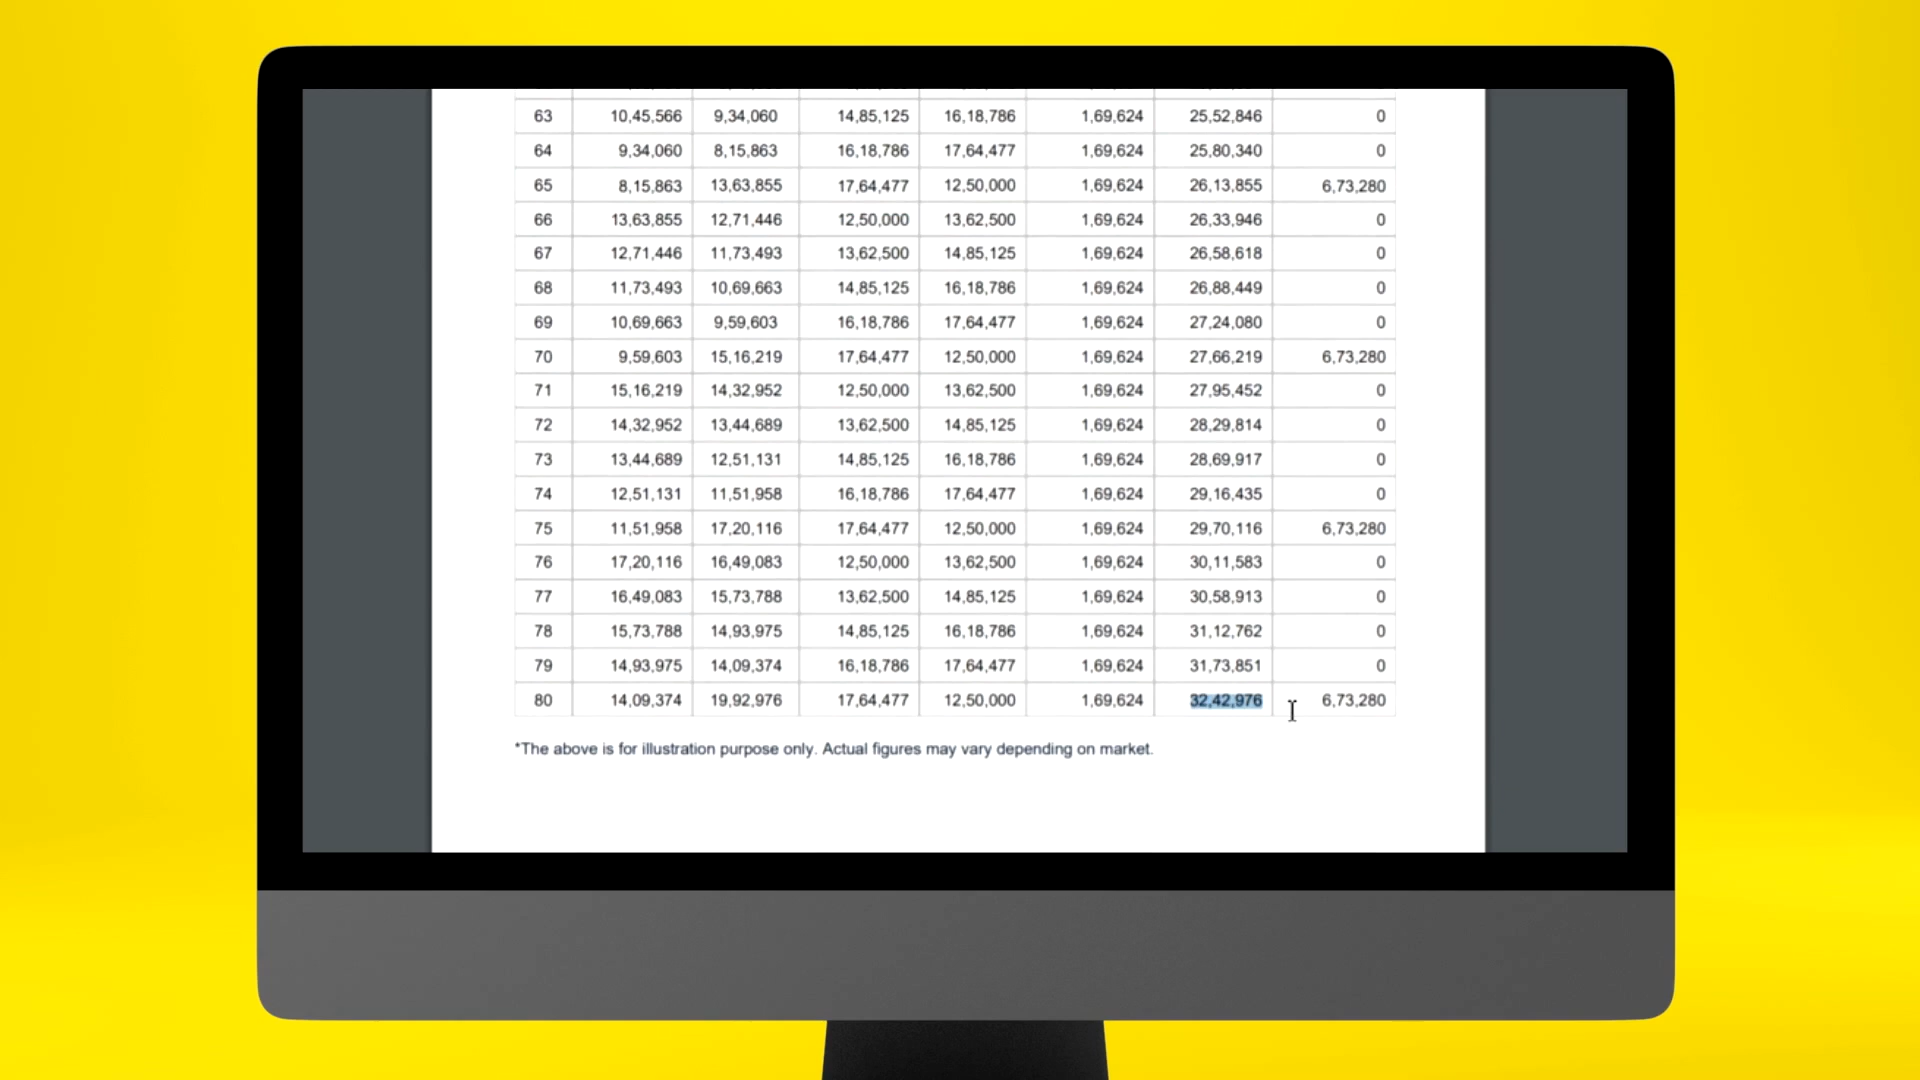 63 10,45,566 9,34,060 14,85,125 16,18,786 1,69,624 25,52,846 0
64 9,34,060 8,15,863 16,18,786 17,64,477 1,69,624 25,80,340 0
65 8,15,863 13,63,855 17,64,477 12,50,000 1,69,624 26,13,855 6,73,280
66 13,63,855 12,71,446 12,50,000 13,62,500 1,69,624 26,33,946 0
67 12,71,446 11,73,493 13,62,500 14,85,125 1,69,624 26,58,618 0
68 11,73,493 10,69,663 14,85,125 16,18,786 1,69,624 26,88,449 0
69 10,69,663 9,59,603 16,18,786 17,64,477 1,69,624 27,24,080 0
70 9,59,603 15,16,219 17,64,477 12,50,000 1,69,624 27,66,219 6,73,280
71 15,16,219 14,32,952 12,50,000 13,62,500 1,69,624 27,95,452 0
72 14,32,952 13,44,689 13,62,500 14,85,125 1,69,624 28,29,814 0
73 13,44,689 12,51,131 14,85,125 16,18,786 1,69,624 28,69,917 0
74 12,51,131 11,51,958 16,18,786 17,64,477 1,69,624 29,16,435 0
75 11,51,958 17,20,116 17,64,477 12,50,000 1,69,624 29,70,116 6,73,280
76 17,20,116 16,49,083 12,50,000 13,62,500 1,69,624 30,11,583 0
77 16,49,083 15,73,788 13,62,500 14,85,125 1,69,624 30,58,913 0
78 15,73,788 14,93,975 14,85,125 16,18,786 1,69,624 31,12,762 0
79 14,93,975 14,09,374 16,18,786 17,64,477 1,69,624 31,73,851 0
80 14,09,374 19,92,976 17,64,477 12,50,000 1,69,624 32,42,976 6,73,280
*The above is for illustration purpose only. Actual figures may vary depending on market.